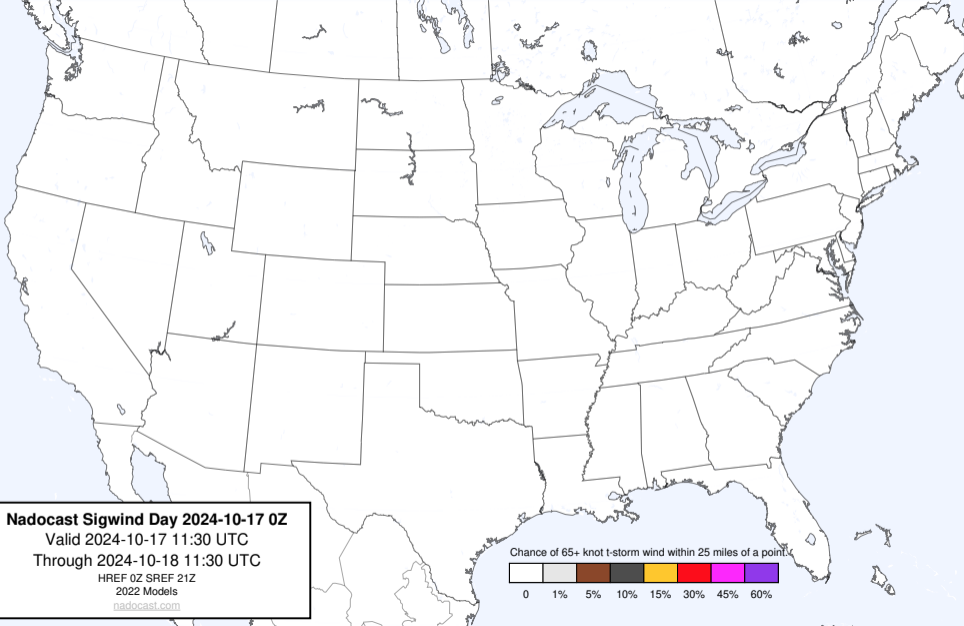 Nadocast Sigwind Day 2024-10-17 0Z
Valid 2024-10-17 11:30 UTC
Through 2024-10-18 11:30 UTC
HREF 0Z SREF 21Z
2022 Models
nadocast.com
Chance of 65+ knot t-storm wind within 25 miles of a point.
0 1% 5% 10% 15% 30% 45% 60%